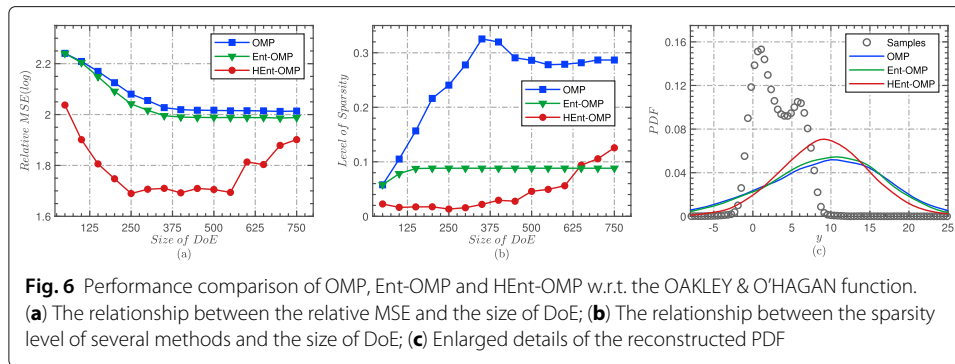 2.2
2
1.8
1.6
Relative MSE(log)
OMP
Ent-OMP
HEnt-OMP
125 250 375 500 625 750
Size of DoE
(a)
0.3
0.2
0.1
0
Level of Sparsity
OMP
Ent-OMP
HEnt-OMP
125 250 375 500 625 750
Size of DoE
(b)
0.16
0.12
0.08
0.04
0
PDF
Samples
OMP
Ent-OMP
HEnt-OMP
-5 0 5 10 15 20 25
y
(c)
Fig. 6 Performance comparison of OMP, Ent-OMP and HEnt-OMP w.r.t. the OAKLEY & O'HAGAN function.
(a) The relationship between the relative MSE and the size of DoE; (b) The relationship between the sparsity
level of several methods and the size of DoE; (c) Enlarged details of the reconstructed PDF